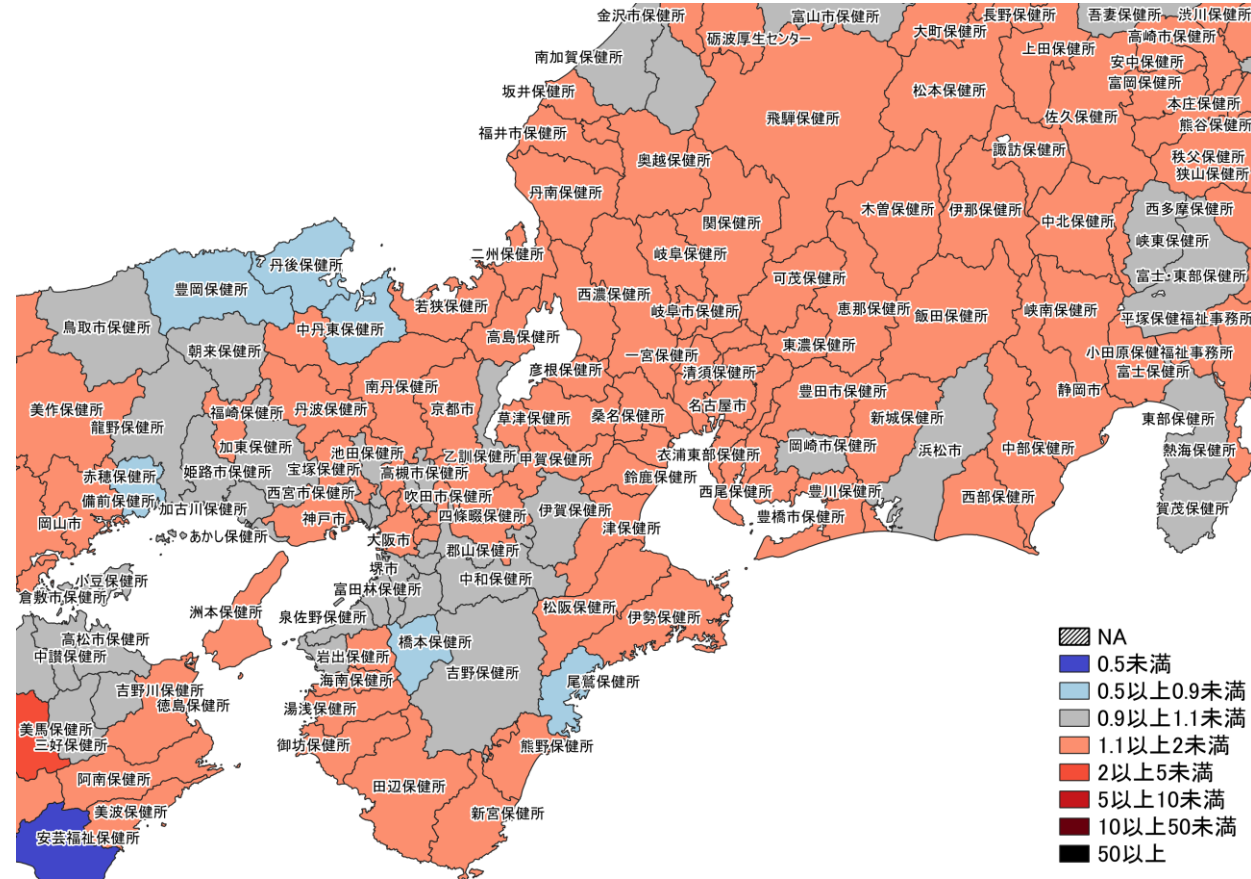 金沢市保健所
富山市保健所
長野保健所
吾妻保健所
渋川保健所
砺波厚生センター
大町保健所
高崎市保健所
南加賀保健所
上田保健所
安中保健所
富岡保健所
坂井保健所
松本保健所
本庄保健所
飛騨保健所
佐久保健所
熊谷保健所
福井市保健所
諏訪保健所
秩父保健所
奥越保健所
狭山保健所
丹南保健所
木曽保健所
伊那保健所
西多摩保健所
関保健所
中北保健所
峡東保健所
二州保健所
岐阜保健所
丹後保健所
可茂保健所
富士・東部保健所
豊岡保健所
西濃保健所
若狭保健所
恵那保健所
岐阜市保健所
飯田保健所
峡南保健所
平塚保健福祉事務所
鳥取市保健所
中丹東保健所
高島保健所
東濃保健所
朝来保健所
一宮保健所
小田原保健福祉事務所
彦根保健所
清須保健所
富士保健所
南丹保健所
豊田市保健所
静岡市
美作保健所
福崎保健所
丹波保健所
京都市
名古屋市
龍野保健所
草津保健所
桑名保健所
新城保健所
東部保健所
加東保健所
岡崎市保健所
池田保健所
乙訓保健所
衣浦東部保健所
浜松市
中部保健所
熱海保健所
甲賀保健所
姫路市保健所
宝塚保健所
高槻市保健所
赤穂保健所
鈴鹿保健所
西宮市保健所
吹田市保健所
西尾保健所
豊川保健所
西部保健所
備前保健所
加古川保健所
伊賀保健所
賀茂保健所
岡山市
神戸市
四條畷保健所
豊橋市保健所
津保健所
あかし保健所
大阪市
郡山保健所
堺市
小豆保健所
中和保健所
富田林保健所
倉敷市保健所
洲本保健所
松阪保健所
伊勢保健所
泉佐野保健所
高松市保健所
橋本保健所
中讃保健所
岩出保健所
吉野保健所
海南保健所
尾鷲保健所
吉野川保健所
徳島保健所
湯浅保健所
美馬保健所
三好保健所
御坊保健所
熊野保健所
阿南保健所
田辺保健所
美波保健所
新宮保健所
安芸福祉保健所
NA
0.5未満
0.5以上0.9未満
0.9以上1.1未満
1.1以上2未満
2以上5未満
5以上10未満
10以上50未満
50以上